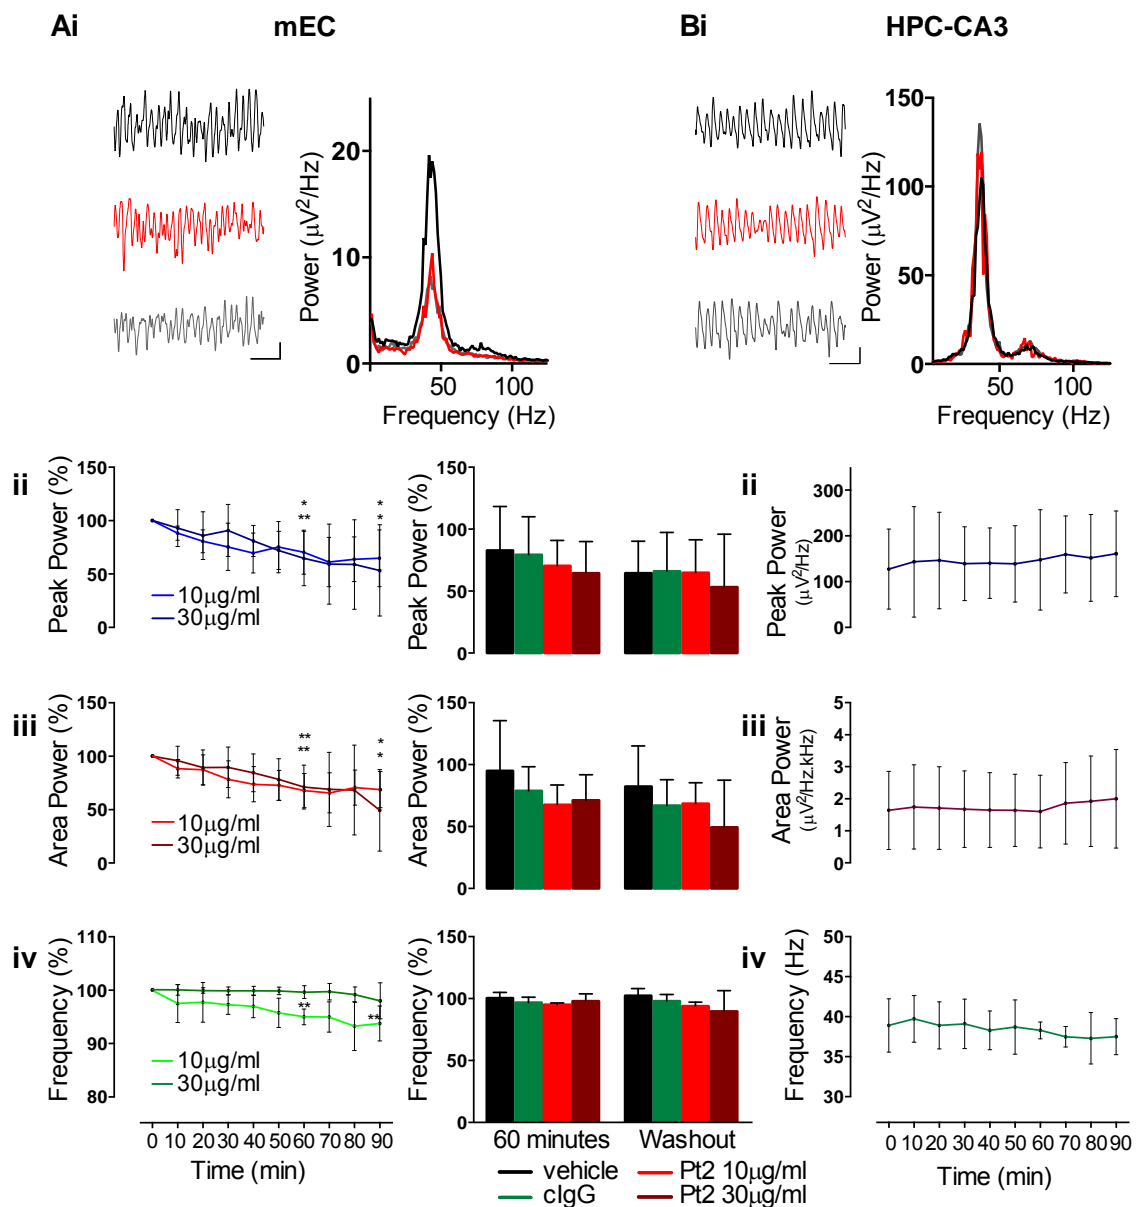 Ai
mEC
Bi
HPC-CA3
Power (μV²/Hz)
20
10
0
50
100
Frequency (Hz)
Power (μV²/Hz)
150
100
50
0
50
100
Frequency (Hz)
ii
Peak Power (%)
150
100
50
0
*
**
*
*
10μg/ml
30μg/ml
Peak Power (%)
150
100
50
0
ii
Peak Power
(μV²/Hz)
300
150
0
iii
Area Power (%)
150
100
50
0
**
**
*
*
10μg/ml
30μg/ml
Area Power (%)
150
100
50
0
iii
Area Power
(μV²/Hz.kHz)
5
4
3
2
1
0
iv
Frequency (%)
110
100
90
80
**
**
10μg/ml
30μg/ml
0 10 20 30 40 50 60 70 80 90
Time (min)
Frequency (%)
150
100
50
0
60 minutes
Washout
vehicle
cIgG
Pt2 10μg/ml
Pt2 30μg/ml
iv
Frequency (Hz)
50
45
40
35
30
0 10 20 30 40 50 60 70 80 90
Time (min)